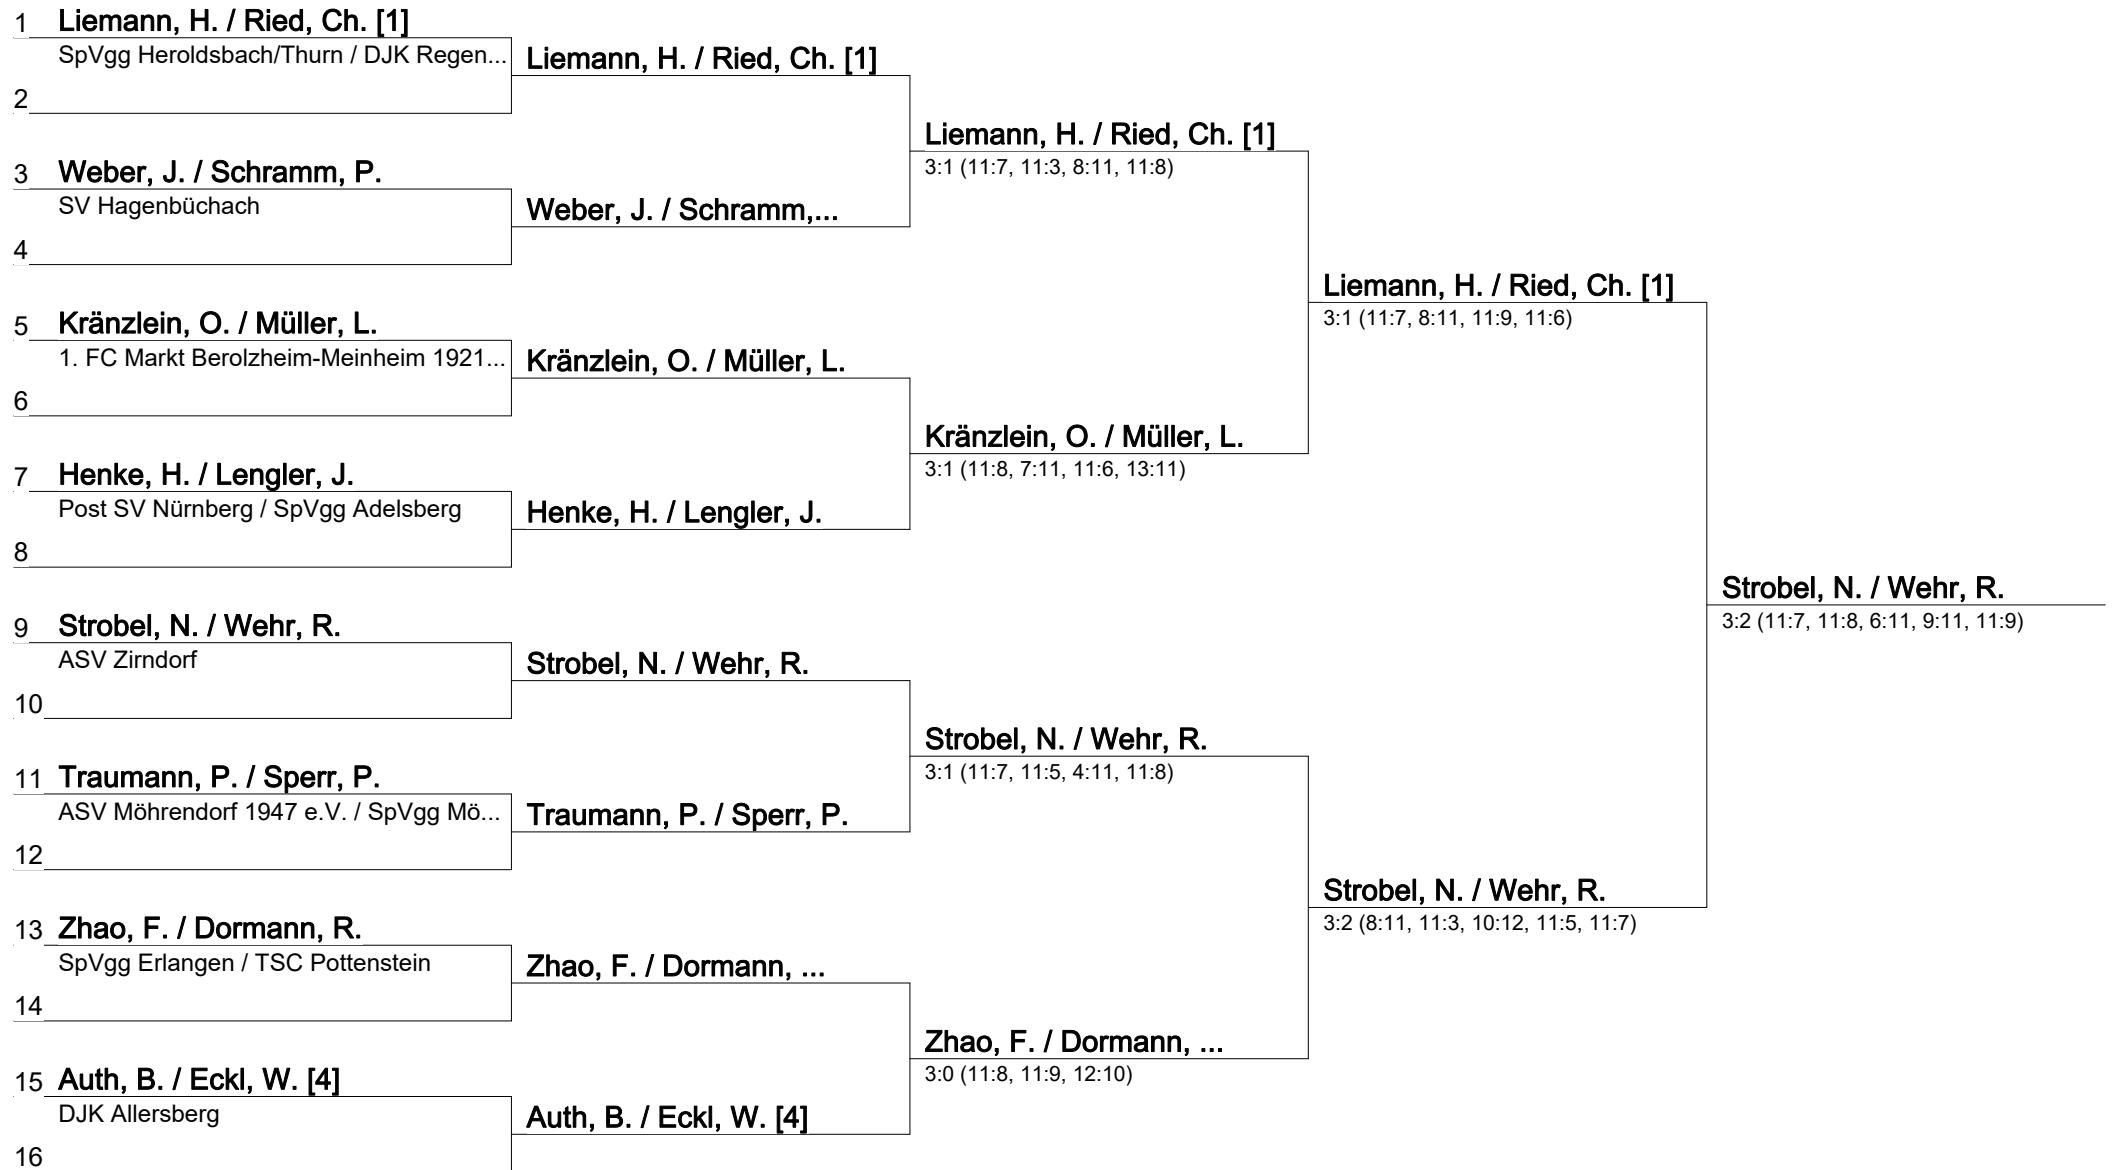 1 Liemann, H. / Ried, Ch. [1]
SpVgg Heroldsbach/Thurn / DJK Regen...
2
3 Weber, J. / Schramm, P.
SV Hagenbüchach
4
5 Kränzlein, O. / Müller, L.
1. FC Markt Berolzheim-Meinheim 1921...
6
7 Henke, H. / Lengler, J.
Post SV Nürnberg / SpVgg Adelsberg
8
9 Strobel, N. / Wehr, R.
ASV Zirndorf
10
11 Traumann, P. / Sperr, P.
ASV Möhrendorf 1947 e.V. / SpVgg Mö...
12
13 Zhao, F. / Dormann, R.
SpVgg Erlangen / TSC Pottenstein
14
15 Auth, B. / Eckl, W. [4]
DJK Allersberg
16
Liemann, H. / Ried, Ch. [1]
Weber, J. / Schramm,...
Kränzlein, O. / Müller, L.
Henke, H. / Lengler, J.
Strobel, N. / Wehr, R.
Traumann, P. / Sperr, P.
Zhao, F. / Dormann, ...
Auth, B. / Eckl, W. [4]
Liemann, H. / Ried, Ch. [1]
3:1 (11:7, 11:3, 8:11, 11:8)
Kränzlein, O. / Müller, L.
3:1 (11:8, 7:11, 11:6, 13:11)
Strobel, N. / Wehr, R.
3:1 (11:7, 11:5, 4:11, 11:8)
Zhao, F. / Dormann, ...
3:0 (11:8, 11:9, 12:10)
Liemann, H. / Ried, Ch. [1]
3:1 (11:7, 8:11, 11:9, 11:6)
Strobel, N. / Wehr, R.
3:2 (8:11, 11:3, 10:12, 11:5, 11:7)
Strobel, N. / Wehr, R.
3:2 (11:7, 11:8, 6:11, 9:11, 11:9)